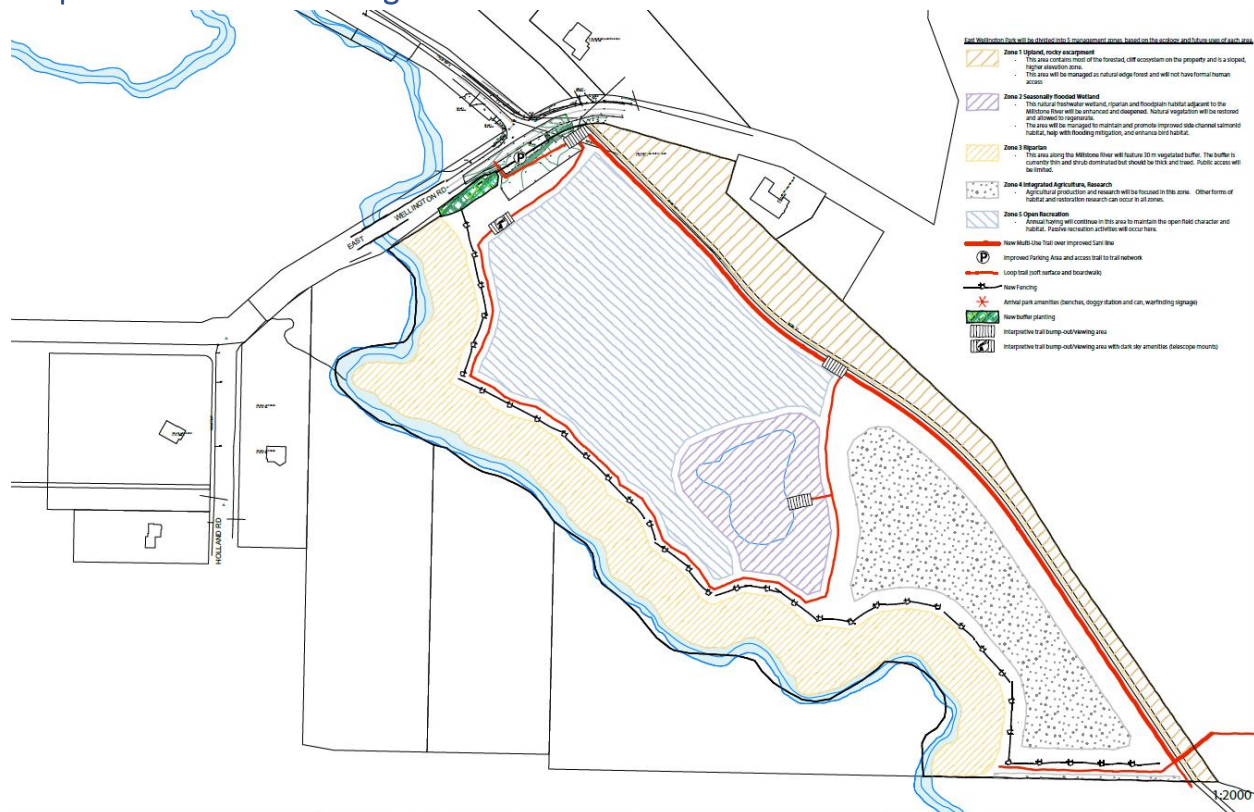 East Wellington Park will be divided into 5 management zones, based on the ecology and future uses of each area.
Zone 1 Upland, rocky escarpment
- This area contains most of the forested, cliff ecosystem on the property and is a sloped,
higher elevation zone.
- This area will be managed as natural edge forest and will not have formal human
access
Zone 2 Seasonally flooded Wetland
- This natural freshwater wetland, riparian and floodplain habitat adjacent to the
Millstone River will be enhanced and deepened. Natural vegetation will be restored
and allowed to regenerate.
- The area will be managed to maintain and promote improved side channel salmonid
habitat, help with flooding mitigation, and enhance bird habitat.
Zone 3 Riparian
- This area along the Millstone River will feature 30 m vegetated buffer. The buffer is
currently thin and shrub dominated but should be thick and treed. Public access will
be limited.
Zone 4 Integrated Agriculture, Research
- Agricultural production and research will be focused in this zone. Other forms of
habitat and restoration research can occur in all zones.
Zone 5 Open Recreation
- Annual haying will continue in this area to maintain the open field character and
habitat. Passive recreation activities will occur here.
New Multi-Use Trail over improved Sani line
P Improved Parking Area and access trail to trail network
Loop trail (soft surface and boardwalk)
New Fencing
Arrival park amenities (benches, doggy station and can, wayfinding signage)
New buffer planting
Interpretive trail bump-out/viewing area
Interpretive trail bump-out/viewing area with dark sky amenities (telescope mounts)
P
EAST WELLINGTON RD
HOLLAND RD
1:2000